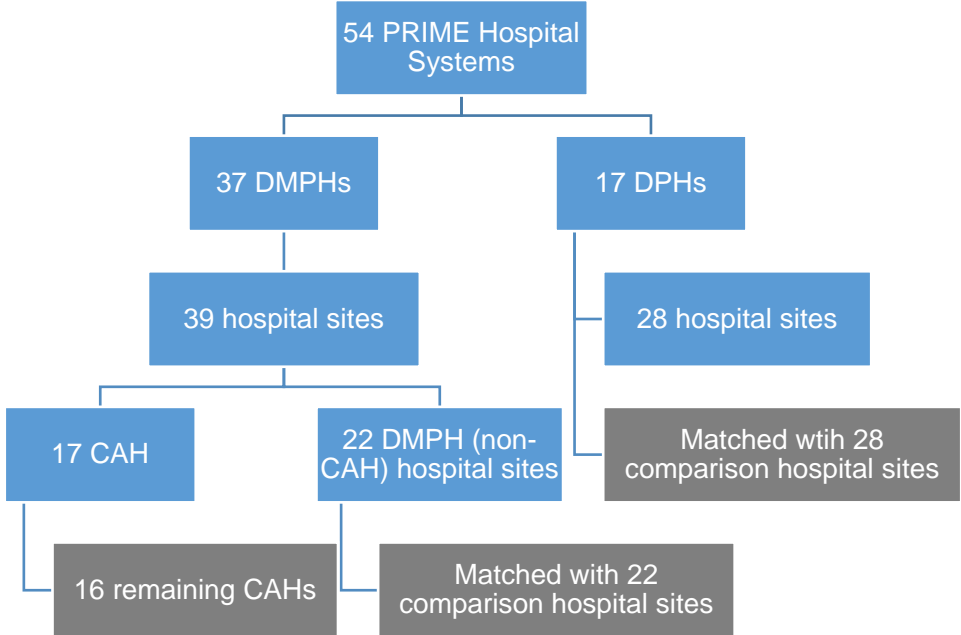 54 PRIME Hospital
Systems
37 DMPHs
17 DPHs
39 hospital sites
28 hospital sites
17 CAH
22 DMPH (non-
CAH) hospital sites
Matched wtih 28
comparison hospital sites
16 remaining CAHs
Matched with 22
comparison hospital sites